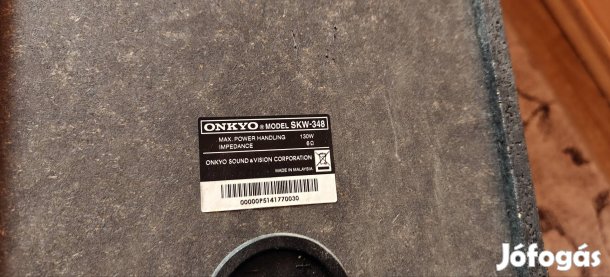 ONKYO ® MODEL SKW-348
MAX. POWER HANDLING 130W
IMPEDANCE 6Ω
ONKYO SOUND & VISION CORPORATION
MADE IN MALAYSIA
00000P5141770030
Jófogás